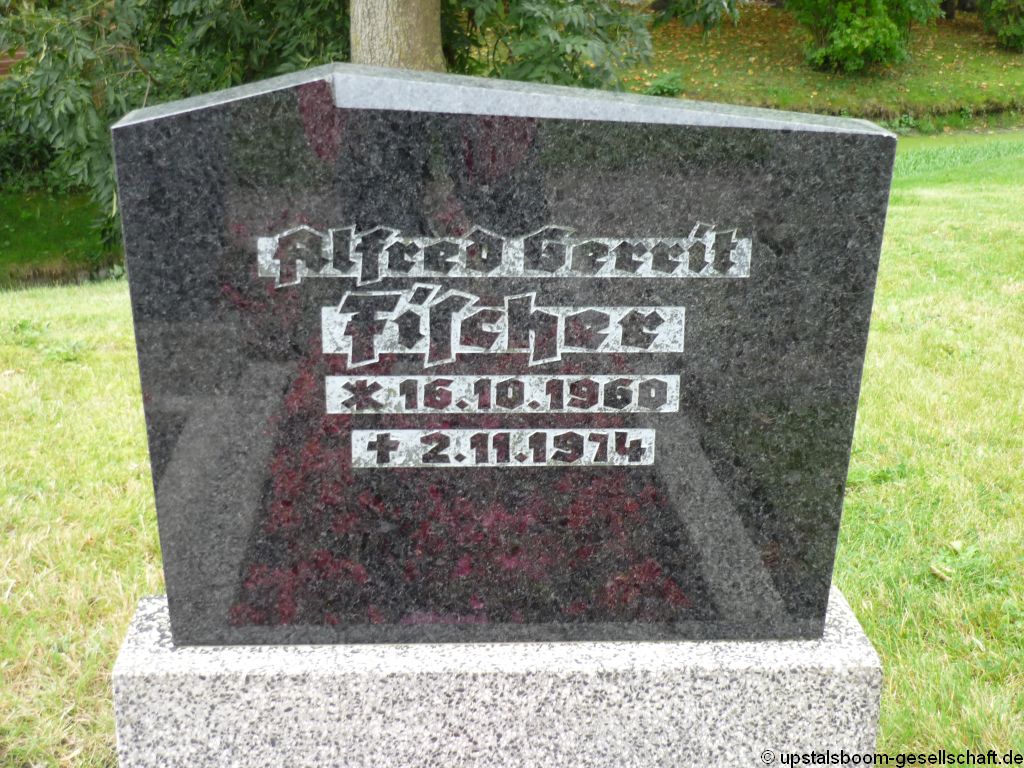 Alfred Gerrit
Fischer
* 16.10.1960
† 2.11.1974
© upstalsboom-gesellschaft.de